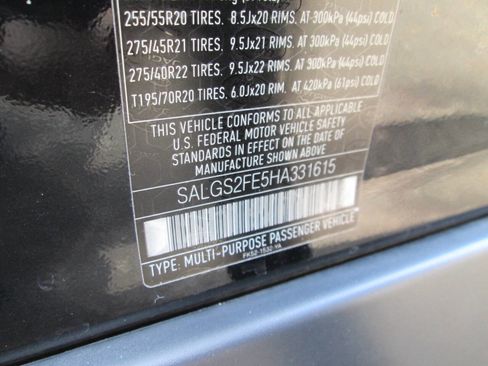 255/55R20 TIRES. 8.5Jx20 RIMS. AT 300kPa (44psi) COLD
275/45R21 TIRES. 9.5Jx21 RIMS. AT 300kPa (44psi) COLD
275/40R22 TIRES. 9.5Jx22 RIMS. AT 300kPa (44psi) COLD
T195/70R20 TIRES. 6.0Jx20 RIM. AT 420kPa (61psi) COLD
THIS VEHICLE CONFORMS TO ALL APPLICABLE
U.S. FEDERAL MOTOR VEHICLE SAFETY
STANDARDS IN EFFECT ON THE DATE OF
MANUFACTURE SHOWN ABOVE.
SALGS2FE5HA331615
TYPE: MULTI-PURPOSE PASSENGER VEHICLE
FK52-1532-YA